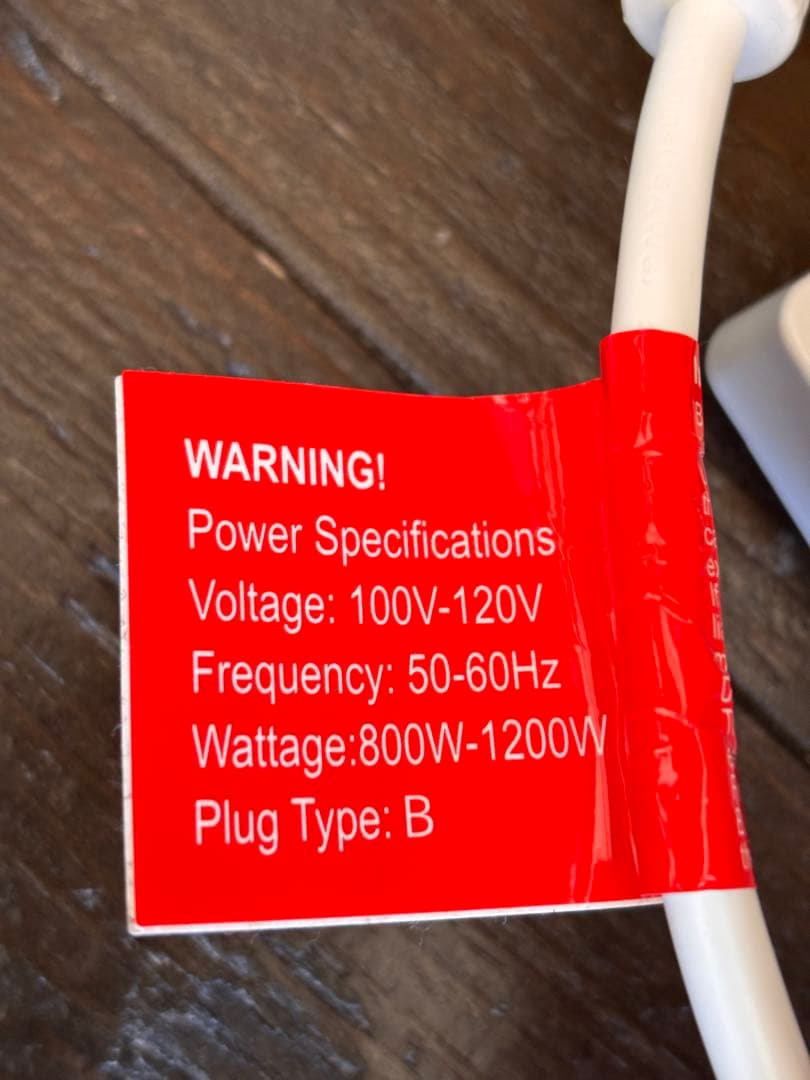 WARNING!
Power Specifications
Voltage: 100V-120V
Frequency: 50-60Hz
Wattage:800W-1200W
Plug Type: B